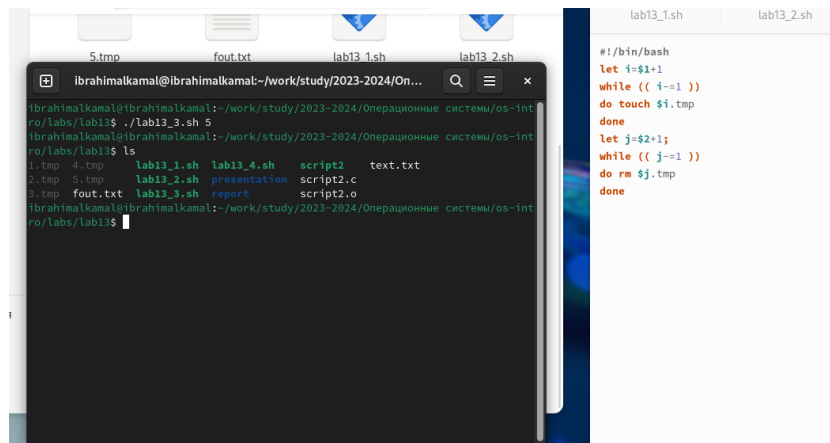 5.tmp fout.txt lab13_1.sh lab13_2.sh
ibrahimalkamal@ibrahimalkamal:~/work/study/2023-2024/Оп...
ibrahimalkamal@ibrahimalkamal:~/work/study/2023-2024/Операционные системы/os-int
ro/labs/lab13$ ./lab13_3.sh 5
ibrahimalkamal@ibrahimalkamal:~/work/study/2023-2024/Операционные системы/os-int
ro/labs/lab13$ ls
1.tmp 4.tmp lab13_1.sh lab13_4.sh script2 text.txt
2.tmp 5.tmp lab13_2.sh presentation script2.c
3.tmp fout.txt lab13_3.sh report script2.o
ibrahimalkamal@ibrahimalkamal:~/work/study/2023-2024/Операционные системы/os-int
ro/labs/lab13$
я
lab13_1.sh lab13_2.sh
#!/bin/bash
let i=$1+1
while (( i-=1 ))
do touch $i.tmp
done
let j=$2+1;
while (( j-=1 ))
do rm $j.tmp
done